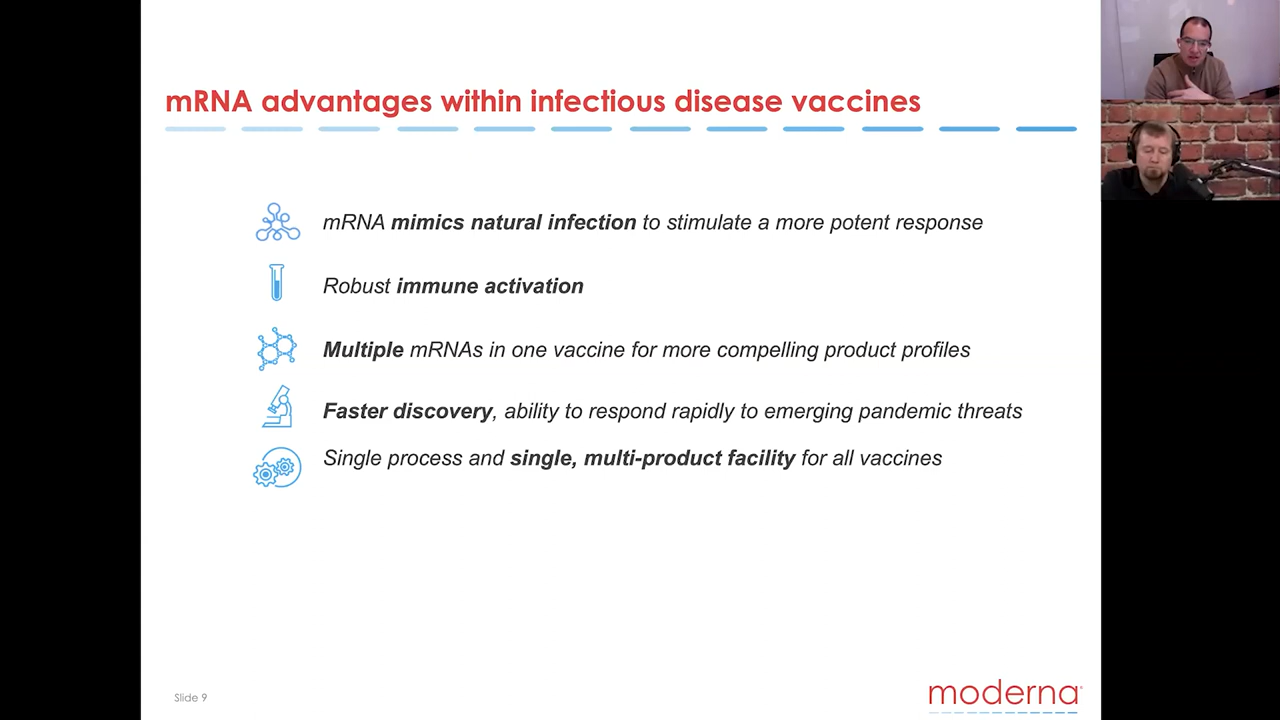 mRNA advantages within infectious disease vaccines
mRNA mimics natural infection to stimulate a more potent response
Robust immune activation
Multiple mRNAs in one vaccine for more compelling product profiles
Faster discovery, ability to respond rapidly to emerging pandemic threats
Single process and single, multi-product facility for all vaccines
Slide 9
moderna